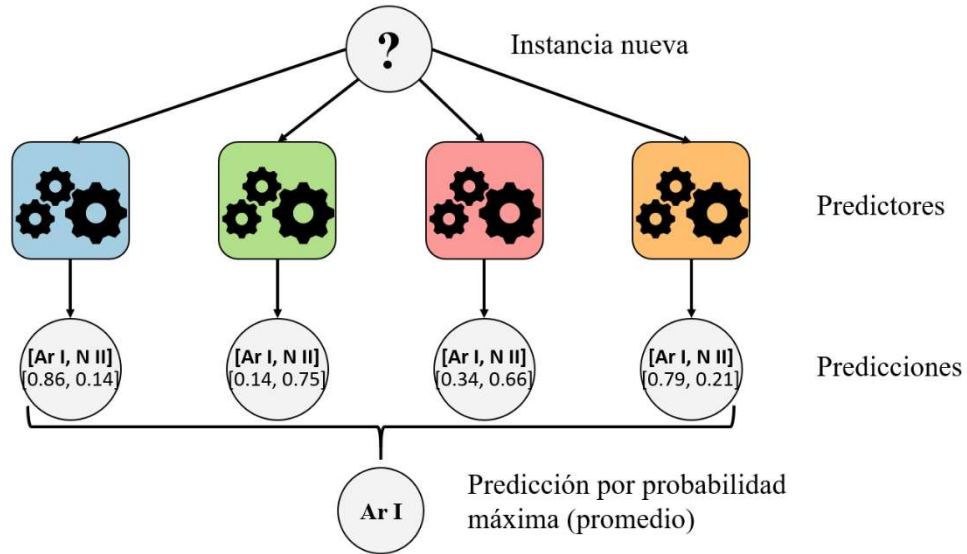 ?
Instancia nueva
Predictores
[Ar I, N II]
[0.86, 0.14]
[Ar I, N II]
[0.14, 0.75]
[Ar I, N II]
[0.34, 0.66]
[Ar I, N II]
[0.79, 0.21]
Predicciones
Ar I
Predicción por probabilidad
máxima (promedio)